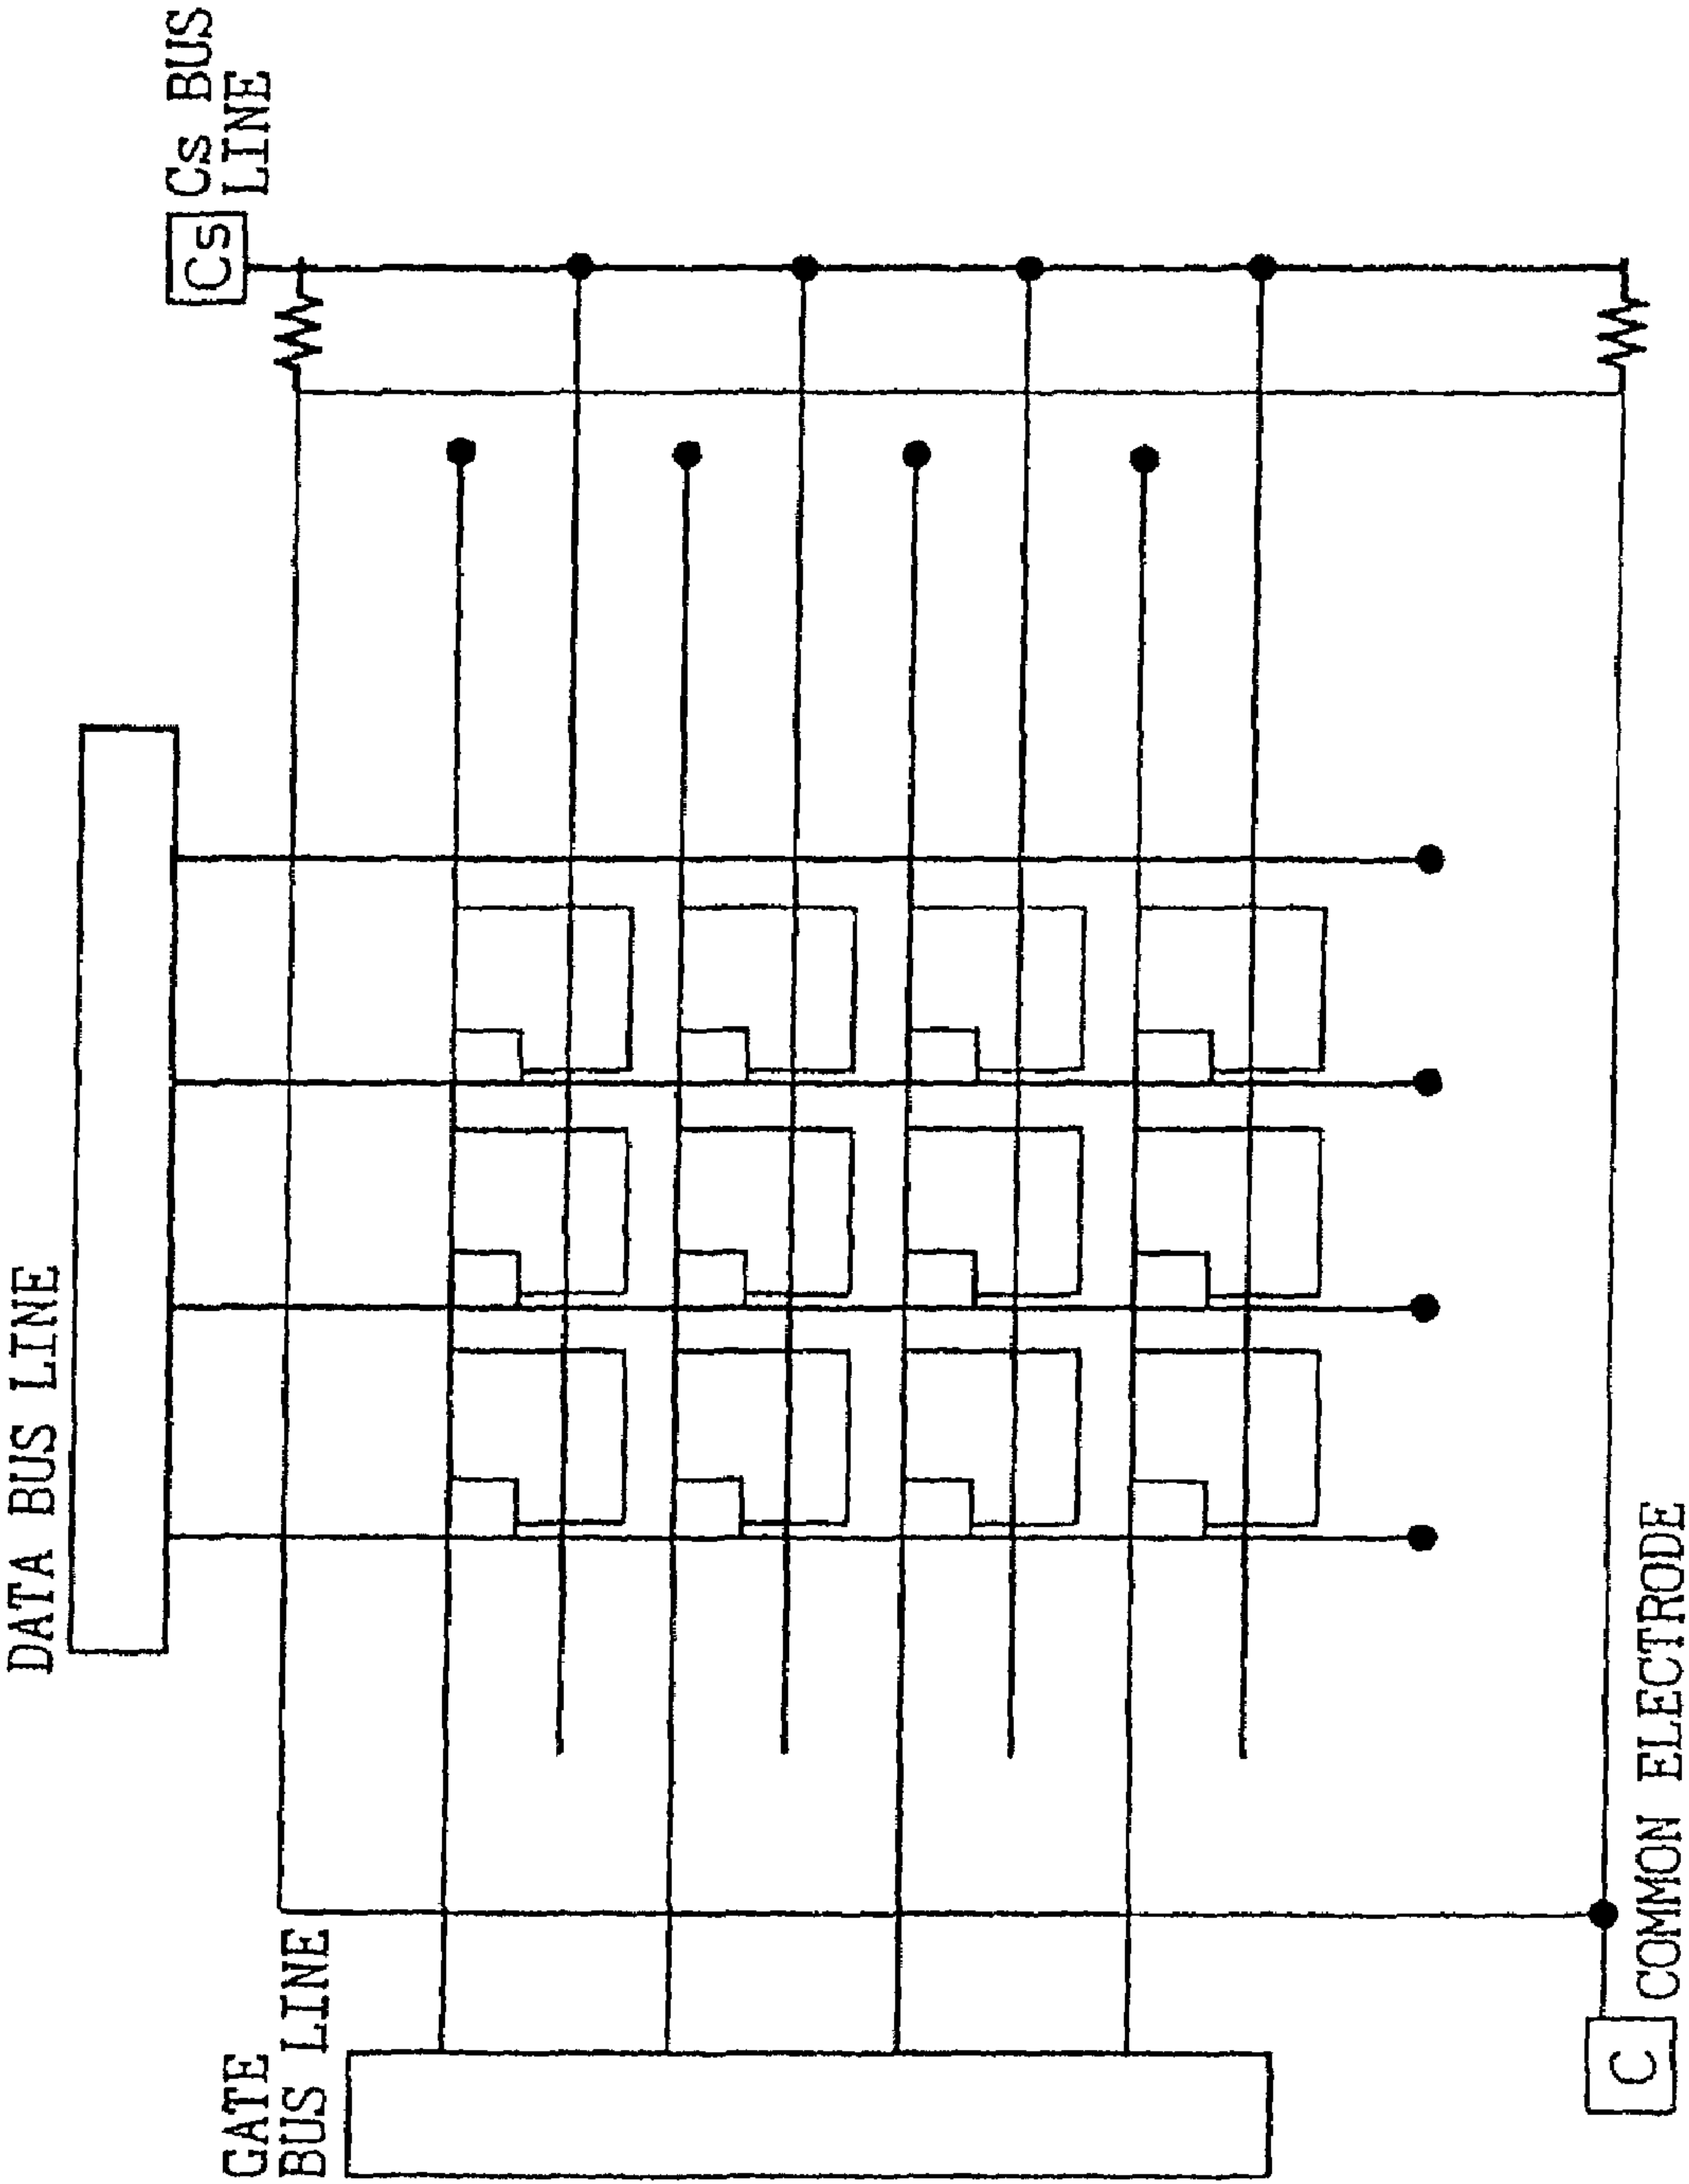 DATA BUS LINE
Cs
Cs BUS
LINE
GATE
BUS LINE
C
COMMON ELECTRODE